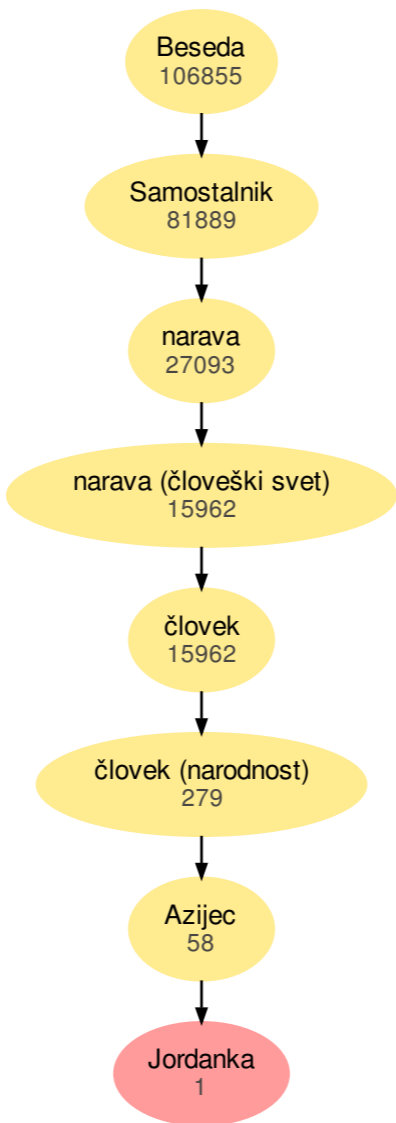 Beseda
106855
Samostalnik
81889
narava
27093
narava (človeški svet)
15962
človek
15962
človek (narodnost)
279
Azijec
58
Jordanka
1